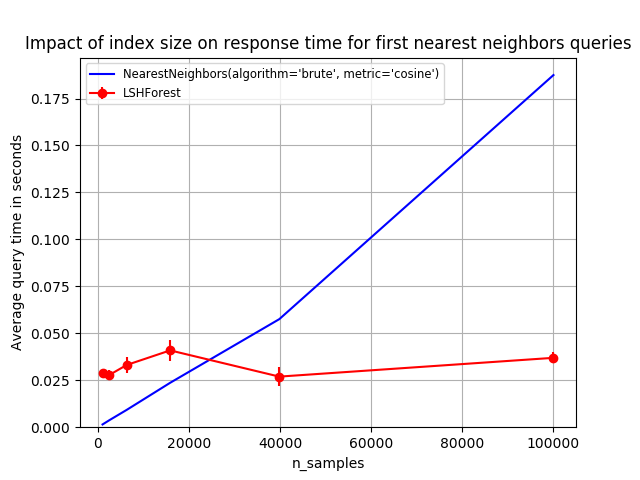 Impact of index size on response time for first nearest neighbors queries
NearestNeighbors(algorithm='brute', metric='cosine')
LSHForest
Average query time in seconds
0.175
0.150
0.125
0.100
0.075
0.050
0.025
0.000
0 20000 40000 60000 80000 100000
n_samples